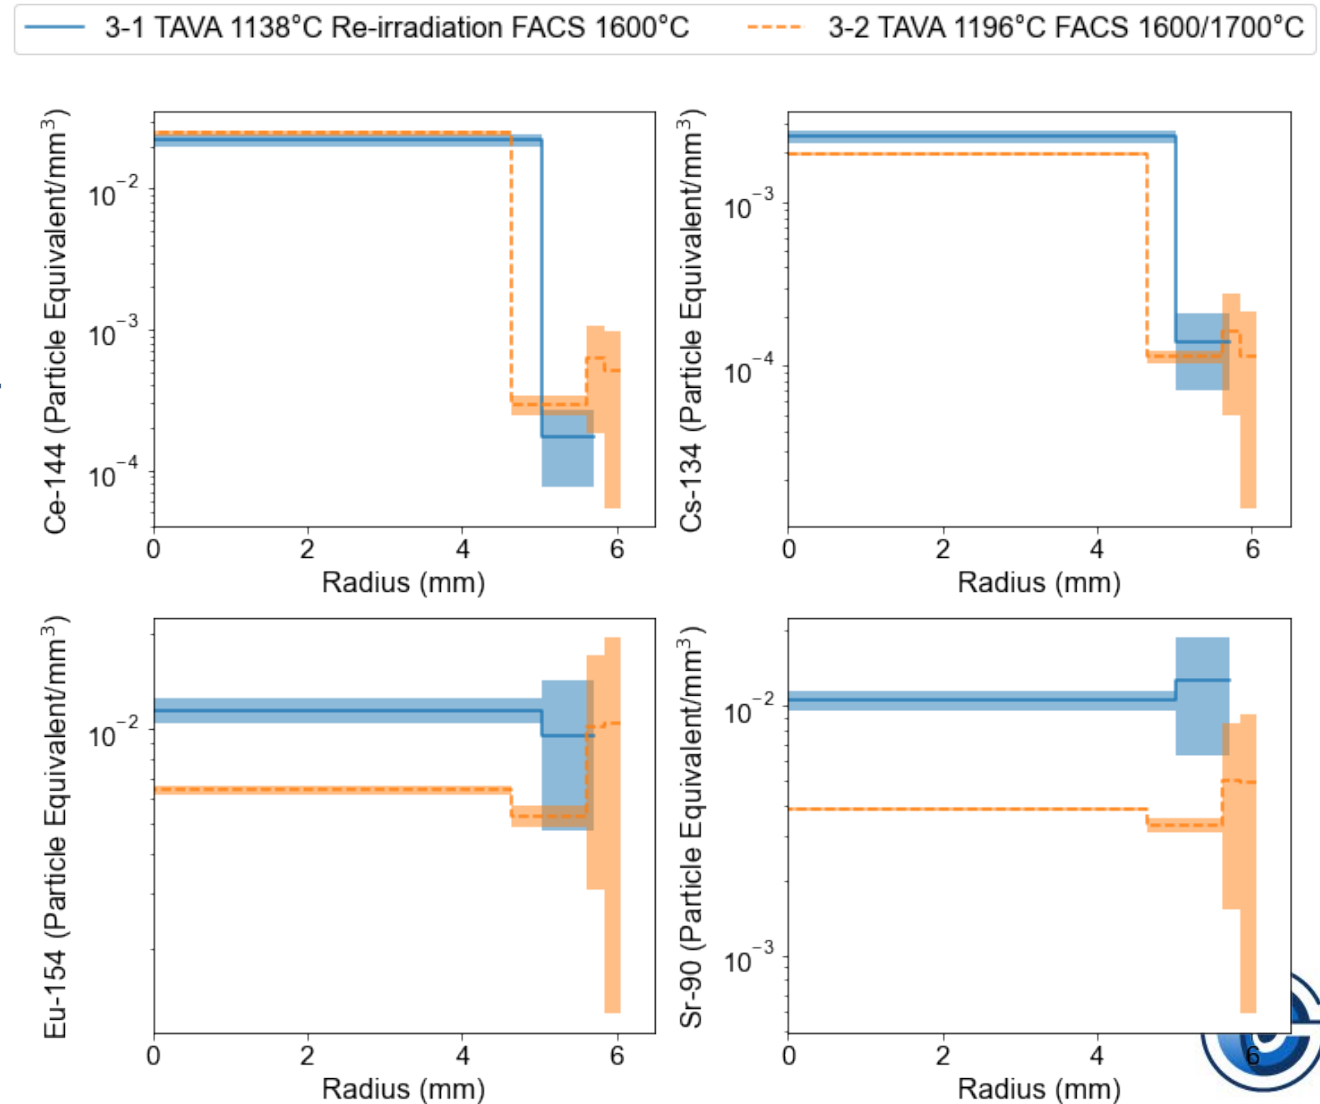 3-1 TAVA 1138°C Re-irradiation FACS 1600°C
3-2 TAVA 1196°C FACS 1600/1700°C
Ce-144 (Particle Equivalent/mm³)
10⁻²
10⁻³
10⁻⁴
0 2 4 6
Radius (mm)
Cs-134 (Particle Equivalent/mm³)
10⁻³
10⁻⁴
0 2 4 6
Radius (mm)
Eu-154 (Particle Equivalent/mm³)
10⁻²
0 2 4 6
Radius (mm)
Sr-90 (Particle Equivalent/mm³)
10⁻²
10⁻³
0 2 4 6
Radius (mm)